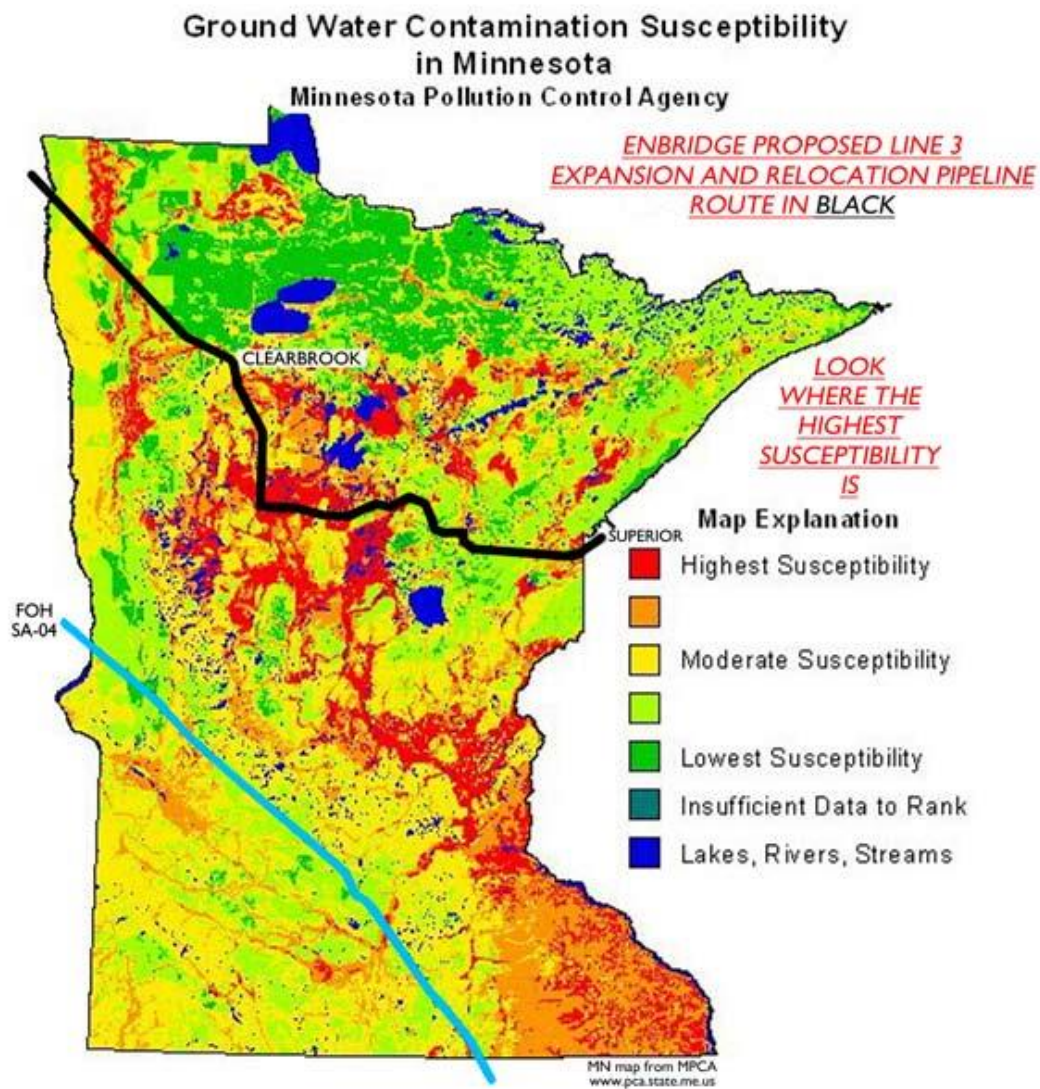 Ground Water Contamination Susceptibility
in Minnesota
Minnesota Pollution Control Agency
ENBRIDGE PROPOSED LINE 3
EXPANSION AND RELOCATION PIPELINE
ROUTE IN BLACK
CLEARBROOK
LOOK
WHERE THE
HIGHEST
SUSCEPTIBILITY
IS
Map Explanation
SUPERIOR
Highest Susceptibility
FOH
SA-04
Moderate Susceptibility
Lowest Susceptibility
Insufficient Data to Rank
Lakes, Rivers, Streams
MN map from MPCA
www.pca.state.me.us